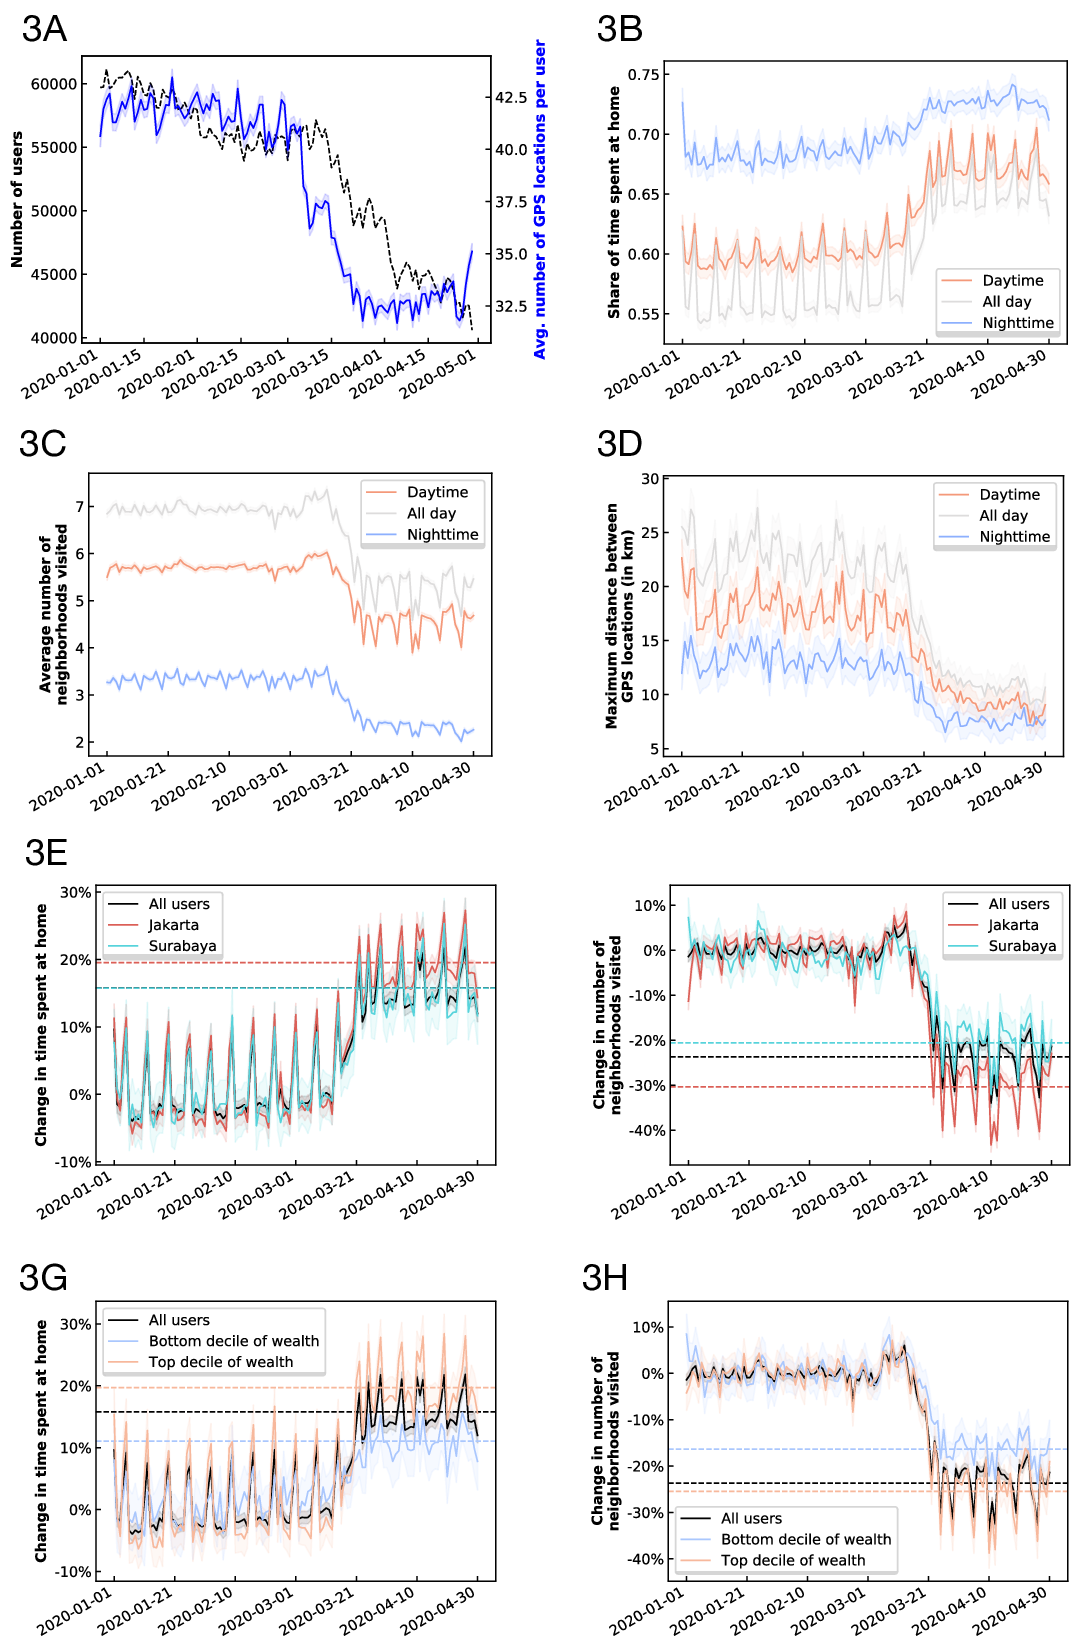 3A
60000
55000
50000
45000
40000
Number of users
42.5
40.0
37.5
35.0
32.5
Avg. number of GPS locations per user
2020-01-01
2020-01-15
2020-02-01
2020-02-15
2020-03-01
2020-03-15
2020-04-01
2020-04-15
2020-05-01
3B
0.75
0.70
0.65
0.60
0.55
Share of time spent at home
Daytime
All day
Nighttime
2020-01-01
2020-01-21
2020-02-10
2020-03-01
2020-03-21
2020-04-10
2020-04-30
3C
7
6
5
4
3
2
Average number of
neighborhoods visited
Daytime
All day
Nighttime
2020-01-01
2020-01-21
2020-02-10
2020-03-01
2020-03-21
2020-04-10
2020-04-30
3D
30
25
20
15
10
5
Maximum distance between
GPS locations (in km)
Daytime
All day
Nighttime
2020-01-01
2020-01-21
2020-02-10
2020-03-01
2020-03-21
2020-04-10
2020-04-30
3E
30%
20%
10%
0%
-10%
Change in time spent at home
All users
Jakarta
Surabaya
2020-01-01
2020-01-21
2020-02-10
2020-03-01
2020-03-21
2020-04-10
2020-04-30
10%
0%
-10%
-20%
-30%
-40%
Change in number of
neighborhoods visited
All users
Jakarta
Surabaya
2020-01-01
2020-01-21
2020-02-10
2020-03-01
2020-03-21
2020-04-10
2020-04-30
3G
30%
20%
10%
0%
-10%
Change in time spent at home
All users
Bottom decile of wealth
Top decile of wealth
2020-01-01
2020-01-21
2020-02-10
2020-03-01
2020-03-21
2020-04-10
2020-04-30
3H
10%
0%
-10%
-20%
-30%
-40%
Change in number of
neighborhoods visited
All users
Bottom decile of wealth
Top decile of wealth
2020-01-01
2020-01-21
2020-02-10
2020-03-01
2020-03-21
2020-04-10
2020-04-30